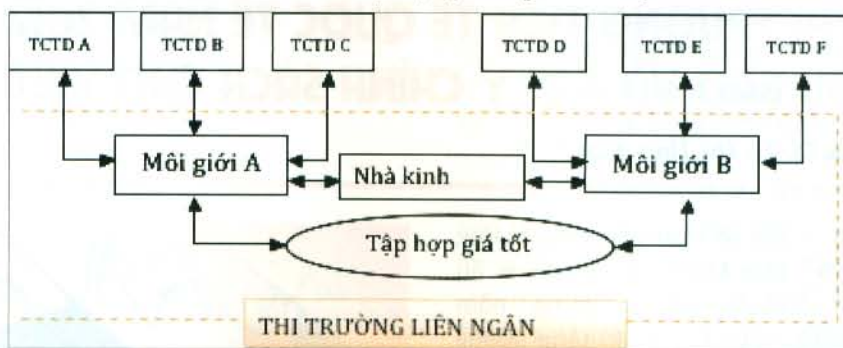 TCTD A
TCTD B
TCTD C
TCTD D
TCTD E
TCTD F
Môi giới A
Nhà kinh
Môi giới B
Tập hợp giá tốt
THI TRƯỜNG LIÊN NGÂN